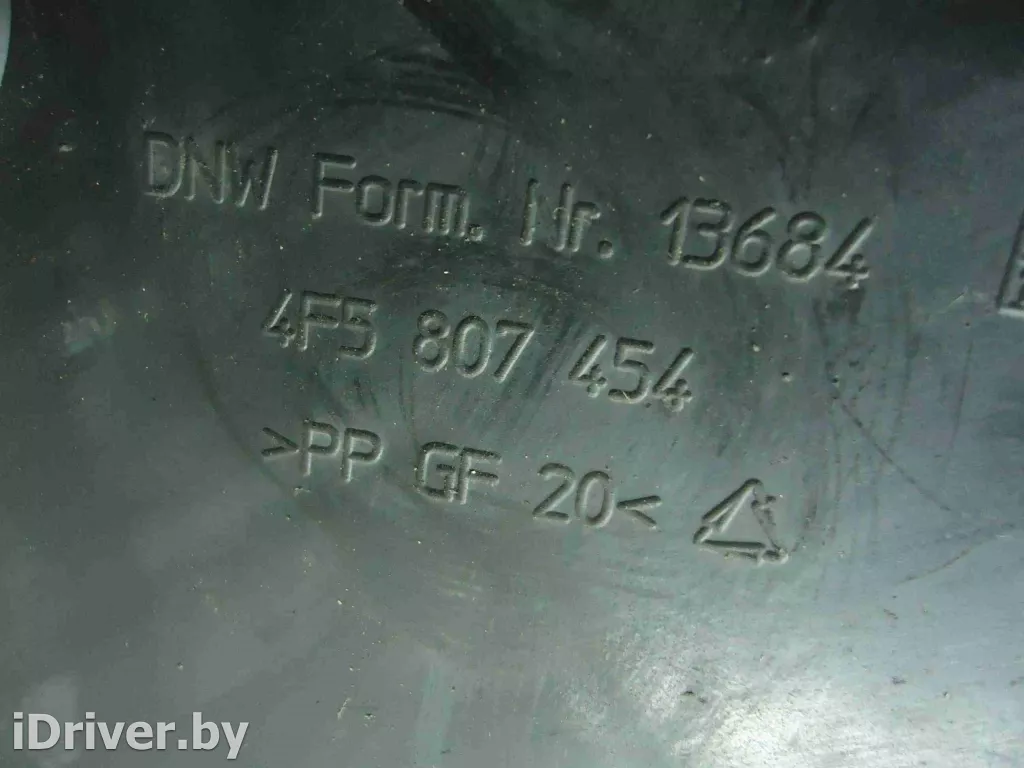 DNW Form. Nr. 13684
4F5 807 454
>PP GF 20<
iDriver.by